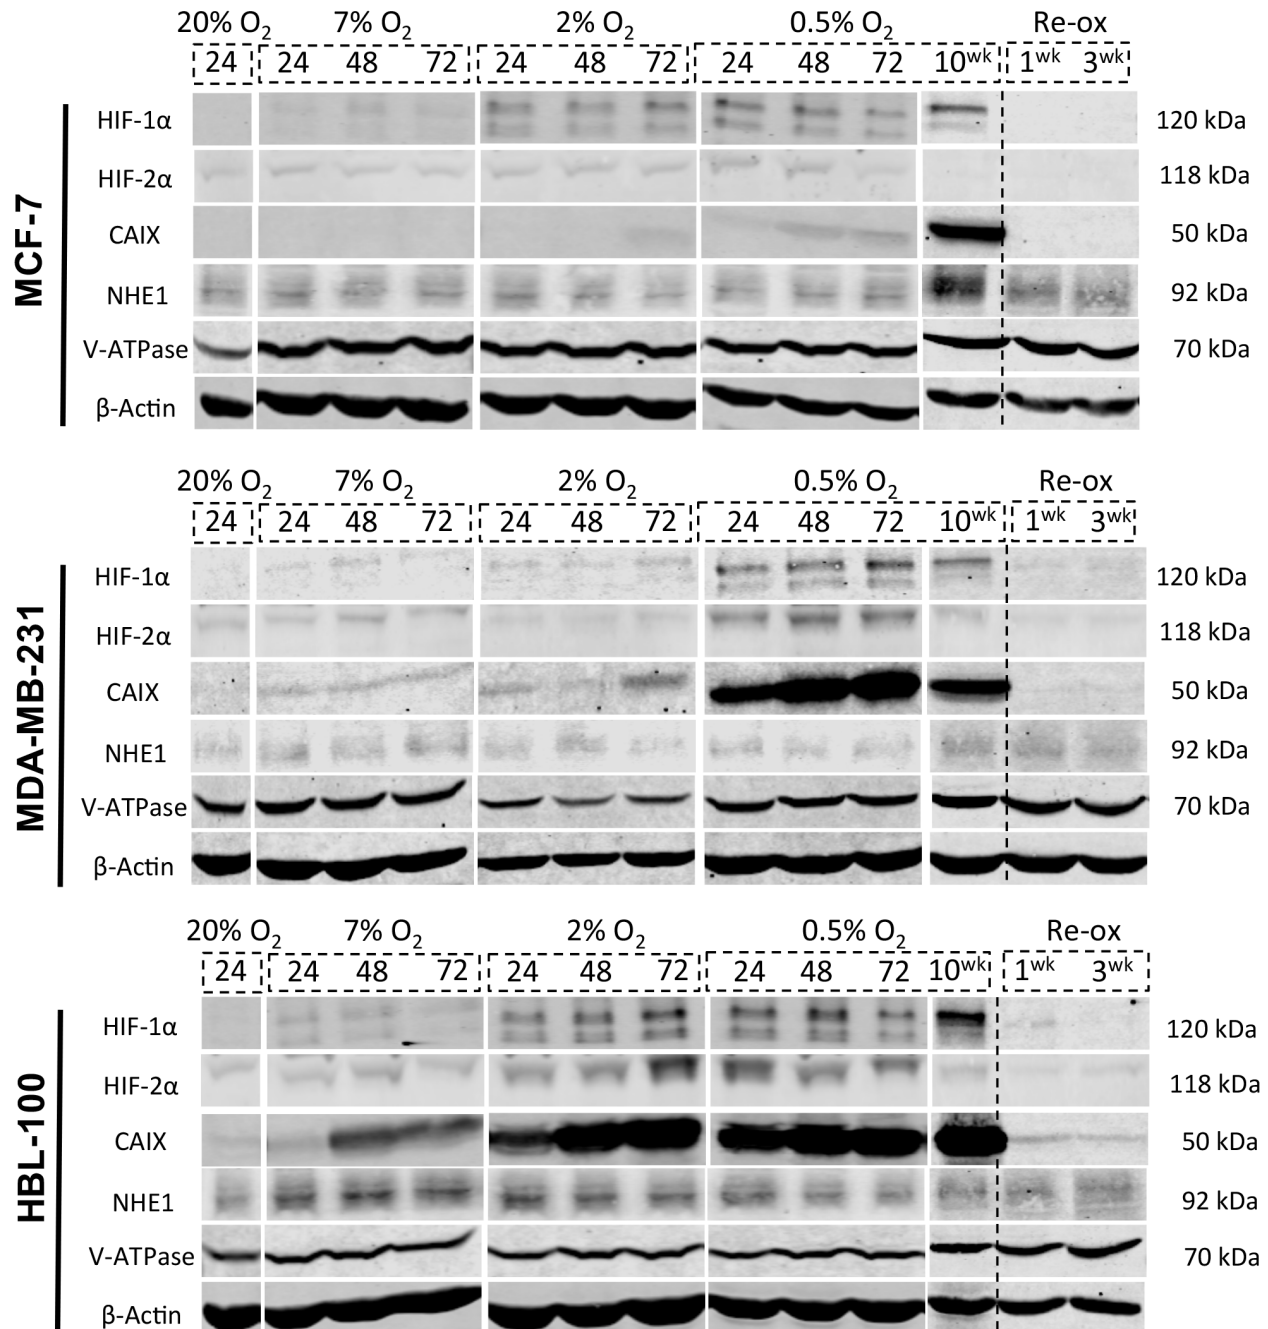 20% O₂ 7% O₂ 2% O₂ 0.5% O₂ Re-ox
24 24 48 72 24 48 72 24 48 72 10wk 1wk 3wk
MCF-7
HIF-1α 120 kDa
HIF-2α 118 kDa
CAIX 50 kDa
NHE1 92 kDa
V-ATPase 70 kDa
β-Actin
20% O₂ 7% O₂ 2% O₂ 0.5% O₂ Re-ox
24 24 48 72 24 48 72 24 48 72 10wk 1wk 3wk
MDA-MB-231
HIF-1α 120 kDa
HIF-2α 118 kDa
CAIX 50 kDa
NHE1 92 kDa
V-ATPase 70 kDa
β-Actin
20% O₂ 7% O₂ 2% O₂ 0.5% O₂ Re-ox
24 24 48 72 24 48 72 24 48 72 10wk 1wk 3wk
HBL-100
HIF-1α 120 kDa
HIF-2α 118 kDa
CAIX 50 kDa
NHE1 92 kDa
V-ATPase 70 kDa
β-Actin